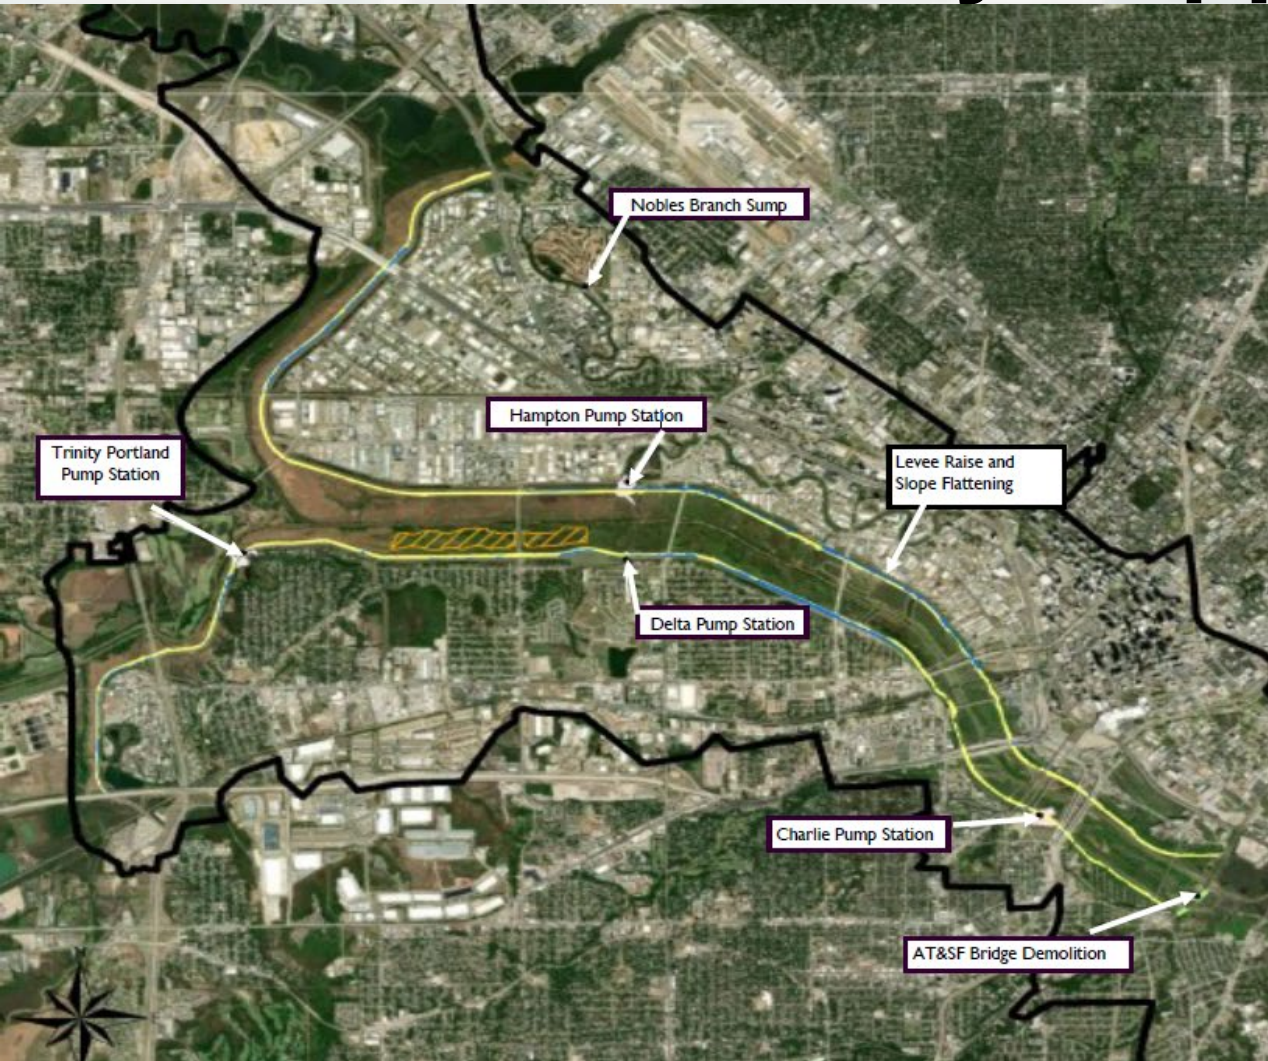 Nobles Branch Sump
Hampton Pump Station
Trinity Portland
Pump Station
Levee Raise and
Slope Flattening
Delta Pump Station
Charlie Pump Station
AT&SF Bridge Demolition